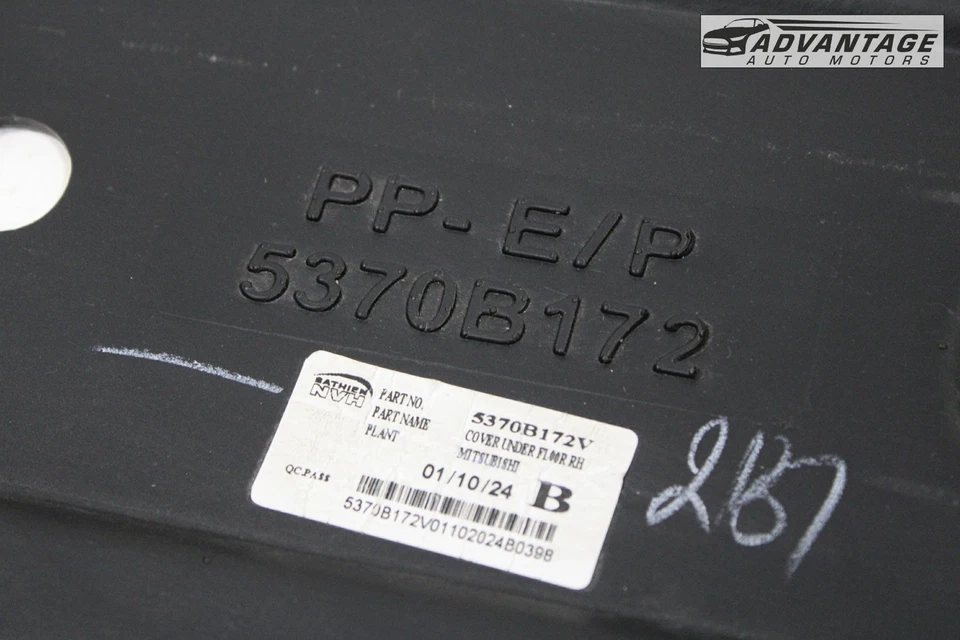 ADVANTAGE
AUTO MOTORS
PP-E/P
5370B172
SATHIEN
NVH
PART NO. 5370B172V
PART NAME COVER UNDER FLOOR RH
PLANT MITSUBISHI
QC.PASS 01/10/24 B
5370B172V01102024B0398